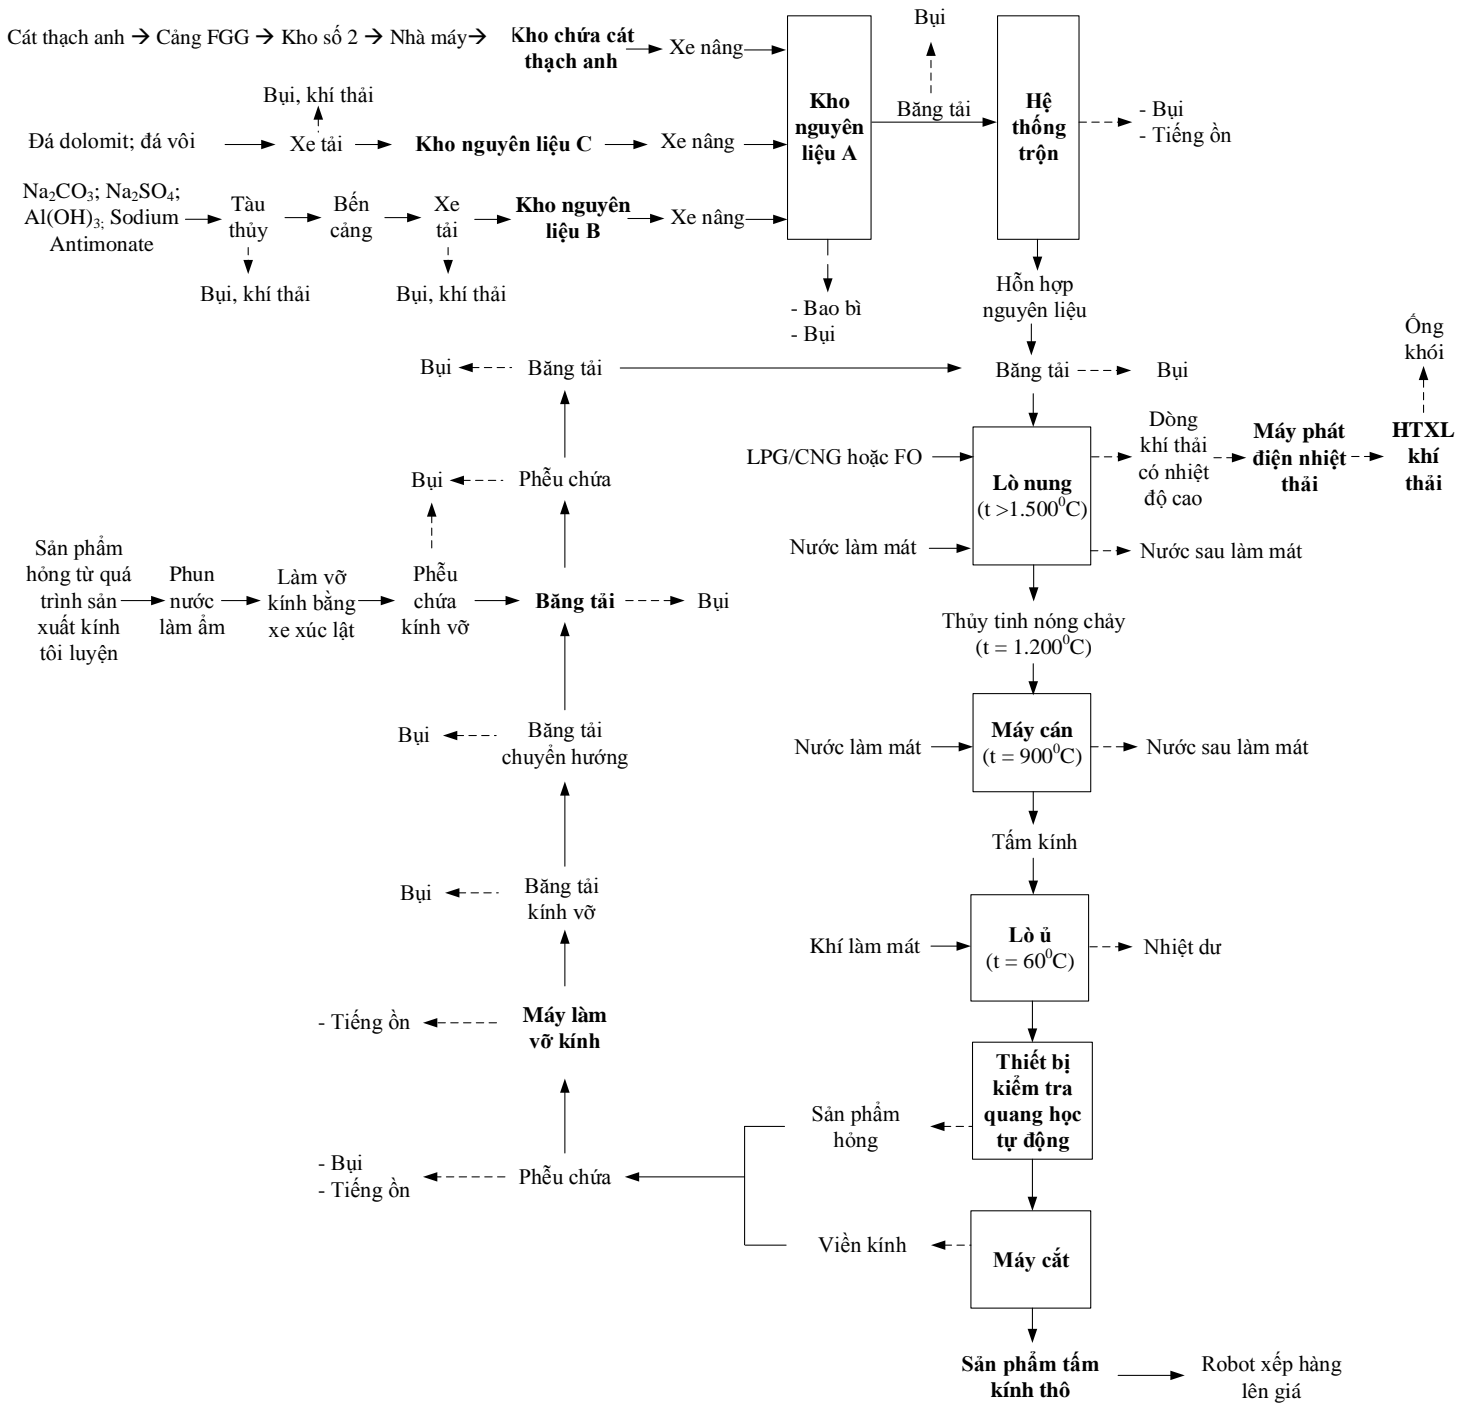 Cát thạch anh → Cảng FGG → Kho số 2 → Nhà máy→
Kho chứa cát
thạch anh
Xe nâng
Kho
nguyên
liệu A
Bụi
Băng tải
Hệ
thống
trộn
- Bụi
- Tiếng ồn
Bụi, khí thải
Đá dolomit; đá vôi
Xe tải
Kho nguyên liệu C
Xe nâng
Na₂CO₃; Na₂SO₄;
Al(OH)₃; Sodium
Antimonate
Tàu
thủy
Bến
cảng
Xe
tải
Kho nguyên
liệu B
Xe nâng
Bụi, khí thải
Bụi, khí thải
- Bao bì
- Bụi
Hỗn hợp
nguyên liệu
Bụi
Băng tải
Băng tải
Bụi
Ống
khói
LPG/CNG hoặc FO
Lò nung
(t >1.500⁰C)
Dòng
khí thải
có nhiệt
độ cao
Máy phát
điện nhiệt
thải
HTXL
khí
thải
Bụi
Phễu chứa
Nước làm mát
Nước sau làm mát
Sản phẩm
hỏng từ quá
trình sản
xuất kính
tôi luyện
Phun
nước
làm ẩm
Làm vỡ
kính bằng
xe xúc lật
Phễu
chứa
kính vỡ
Băng tải
Bụi
Thủy tinh nóng chảy
(t = 1.200⁰C)
Bụi
Băng tải
chuyển hướng
Nước làm mát
Máy cán
(t = 900⁰C)
Nước sau làm mát
Tấm kính
Bụi
Băng tải
kính vỡ
Khí làm mát
Lò ủ
(t = 60⁰C)
Nhiệt dư
- Tiếng ồn
Máy làm
vỡ kính
Thiết bị
kiểm tra
quang học
tự động
Sản phẩm
hỏng
- Bụi
- Tiếng ồn
Phễu chứa
Viền kính
Máy cắt
Sản phẩm tấm
kính thô
Robot xếp hàng
lên giá